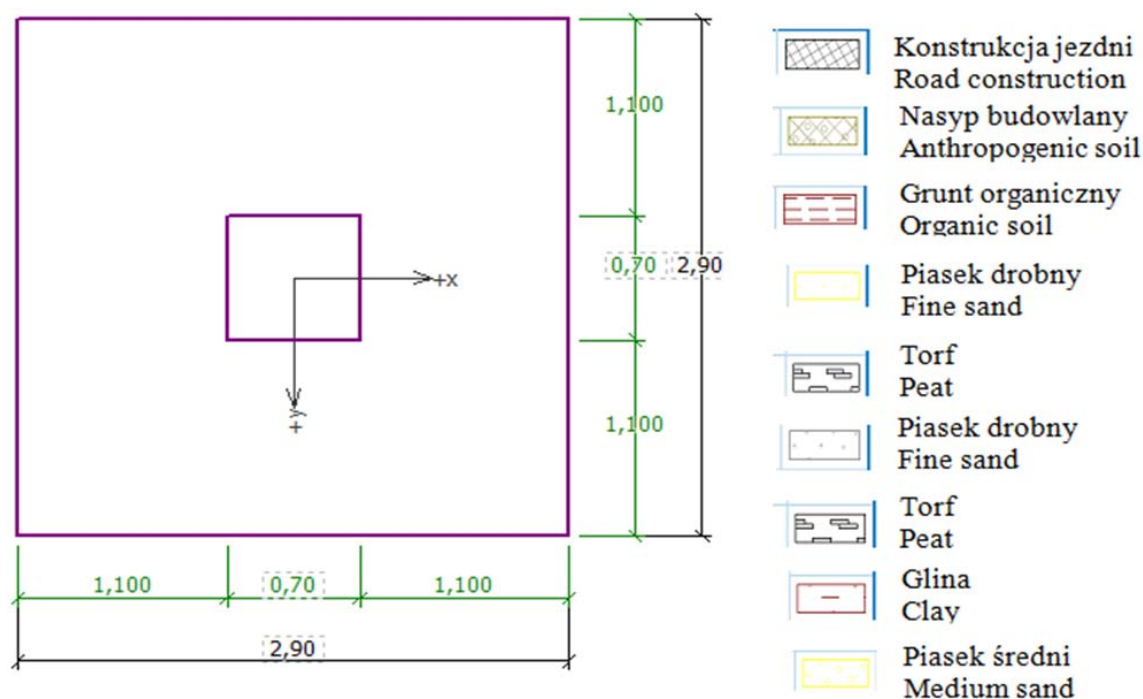 1,100
0,70
2,90
1,100
+x
+y
1,100
0,70
1,100
2,90
Konstrukcja jezdni
Road construction
Nasyp budowlany
Anthropogenic soil
Grunt organiczny
Organic soil
Piasek drobny
Fine sand
Torf
Peat
Piasek drobny
Fine sand
Torf
Peat
Glina
Clay
Piasek średni
Medium sand